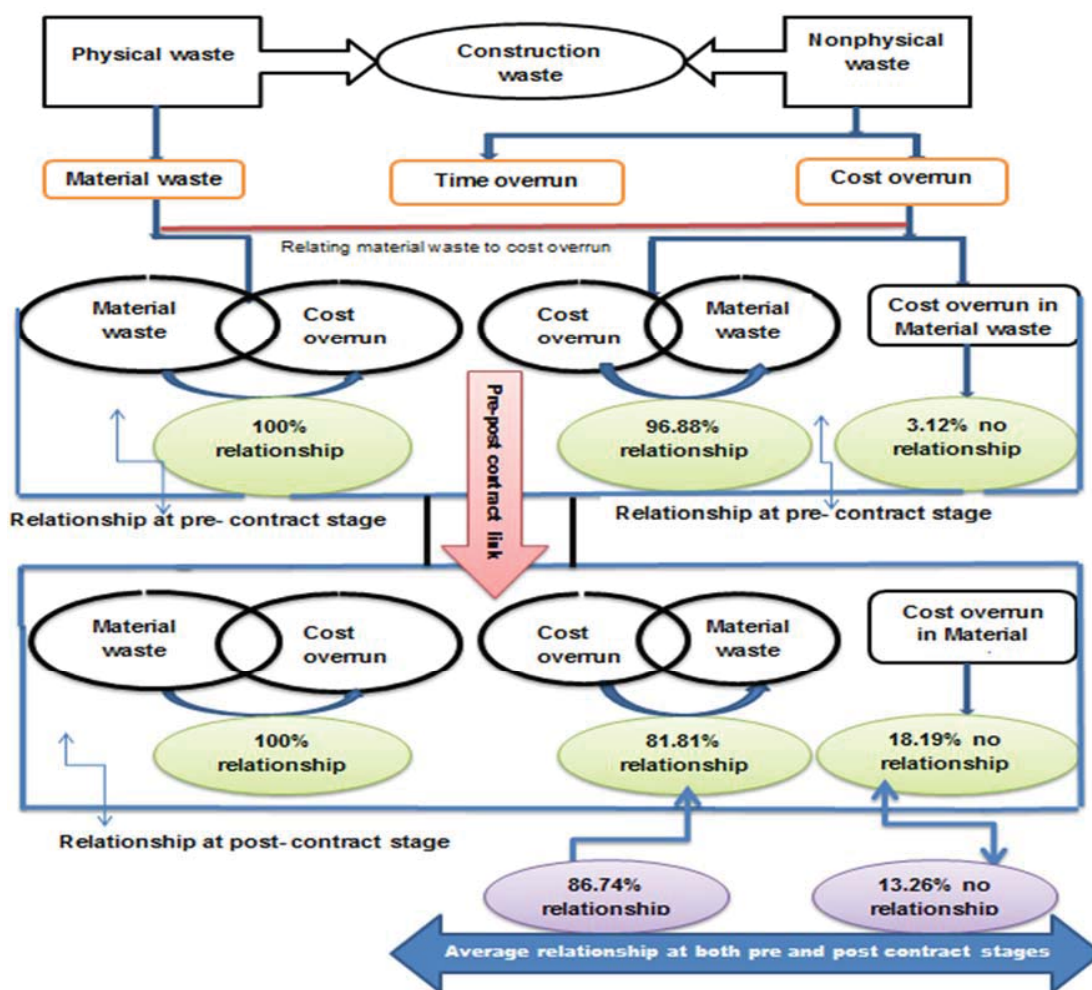 Physical waste
Construction
waste
Nonphysical
waste
Material waste
Time overrun
Cost overrun
Relating material waste to cost overrun
Material
waste
Cost
overrun
Cost
overrun
Material
waste
Cost overrun in
Material waste
Pre-post contract link
100%
relationship
96.88%
relationship
3.12% no
relationship
Relationship at pre- contract stage
Relationship at pre- contract stage
Material
waste
Cost
overrun
Cost
overrun
Material
waste
Cost overrun
in Material
100%
relationship
81.81%
relationship
18.19% no
relationship
Relationship at post- contract stage
86.74%
relationship
13.26% no
relationship
Average relationship at both pre and post contract stages